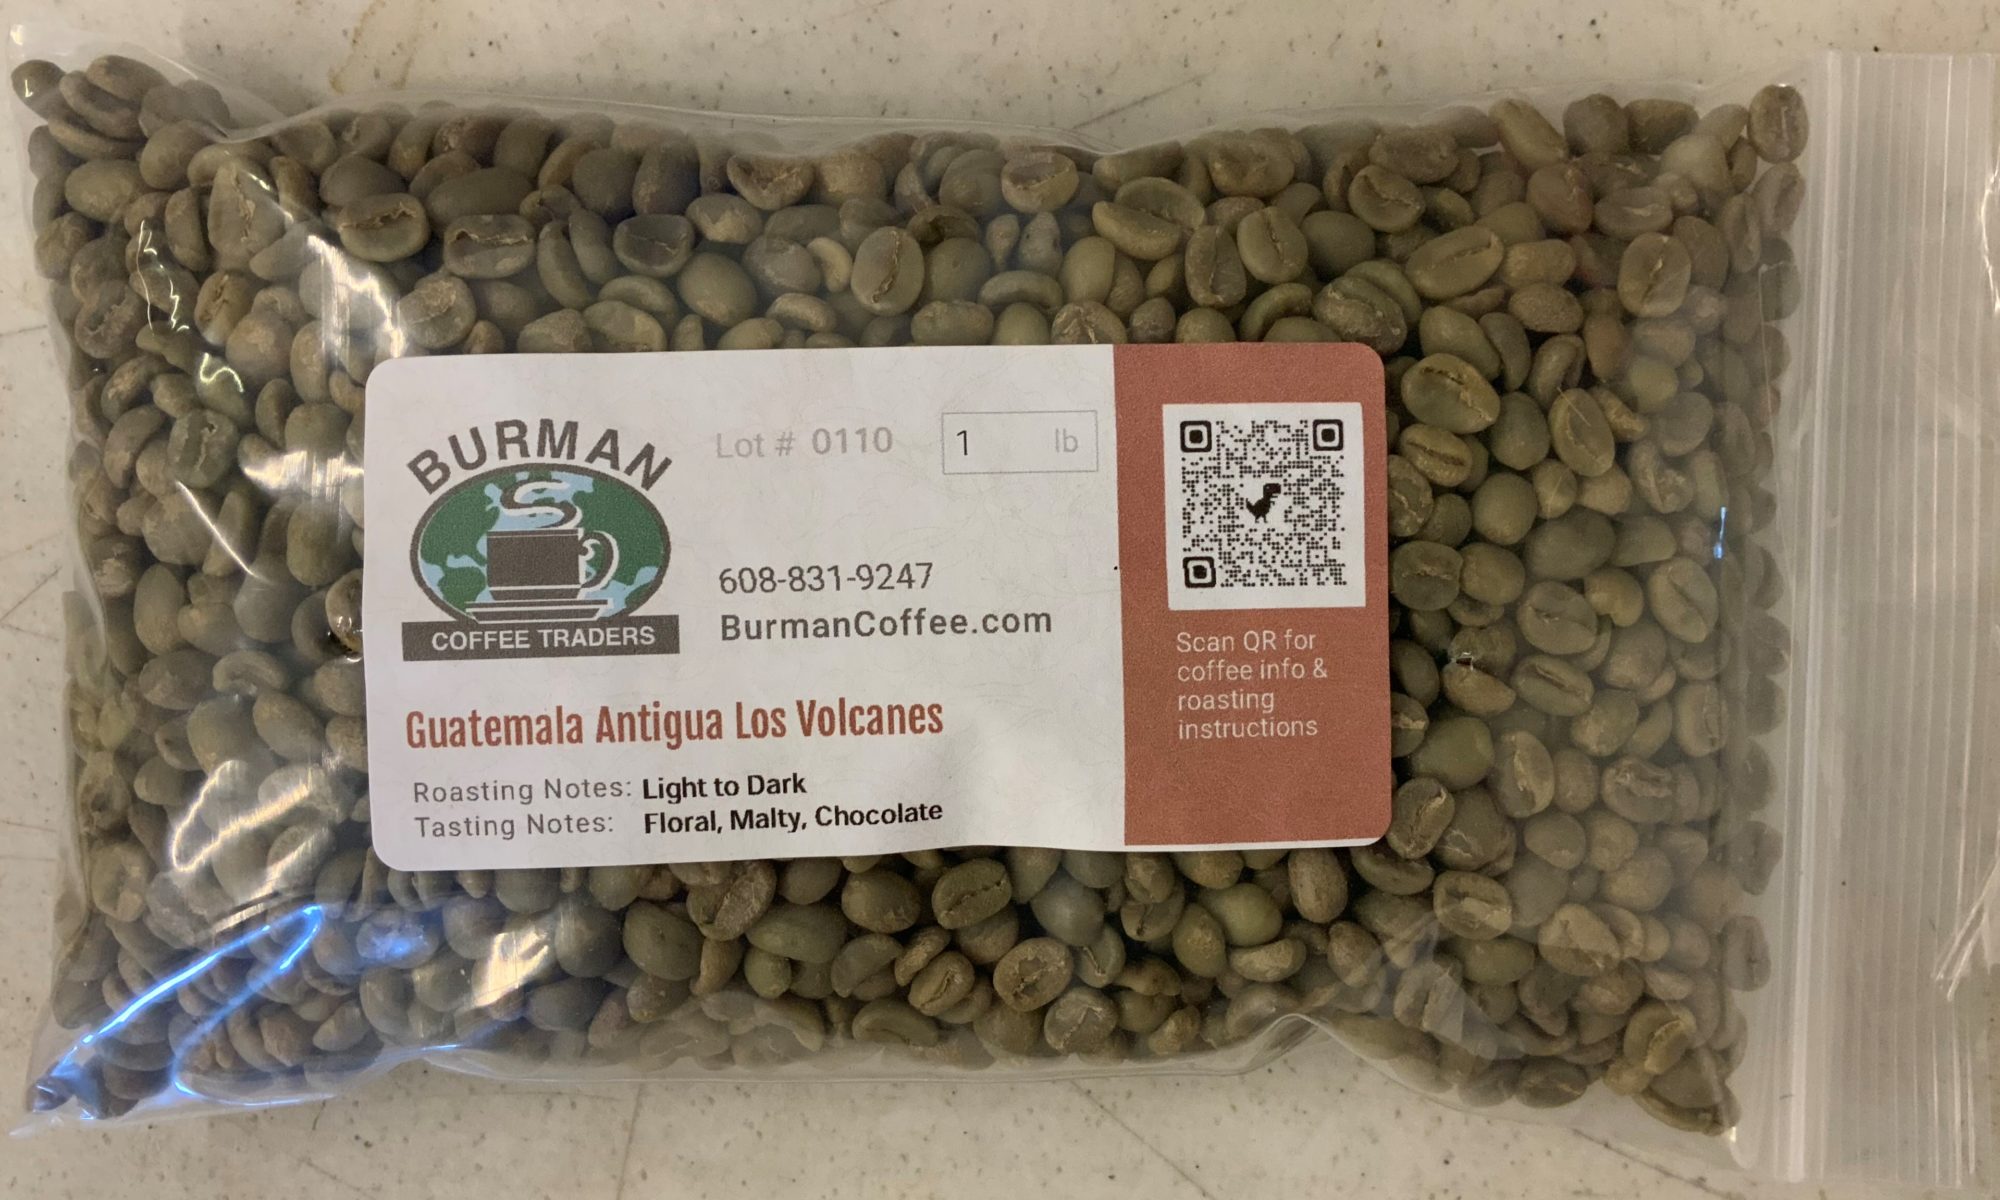 BURMAN
COFFEE TRADERS
Lot # 0110
1 lb
608-831-9247
BurmanCoffee.com
Guatemala Antigua Los Volcanes
Roasting Notes: Light to Dark
Tasting Notes: Floral, Malty, Chocolate
Scan QR for
coffee info &
roasting
instructions